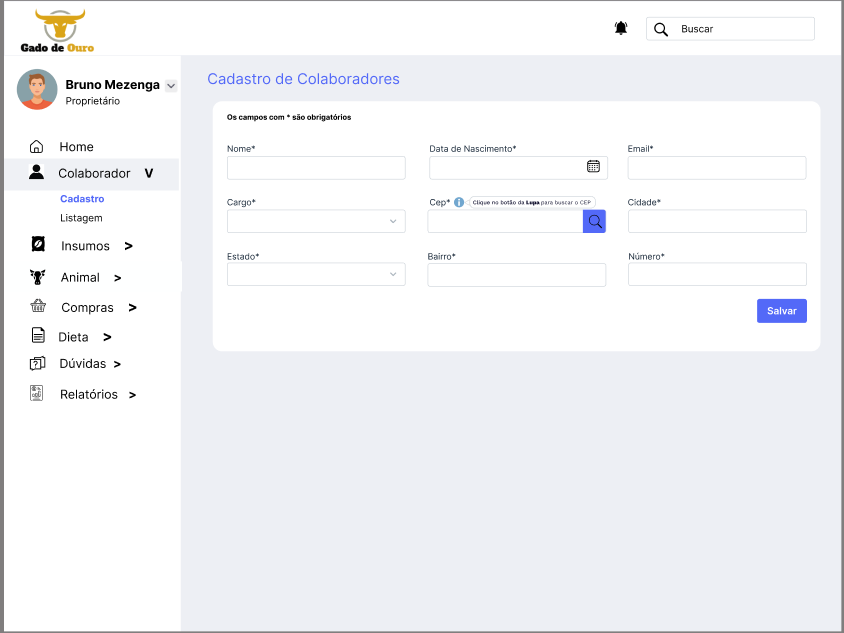 Gado de Ouro
Buscar
Bruno Mezenga
Proprietário
Home
Colaborador V
Cadastro
Listagem
Insumos >
Animal >
Compras >
Dieta >
Dúvidas >
Relatórios >
Cadastro de Colaboradores
Os campos com * são obrigatórios
Nome* Data de Nascimento* Email*
Cargo* Cep* i Clique no botão da Lupa para buscar o CEP Cidade*
Estado* Bairro* Número*
Salvar